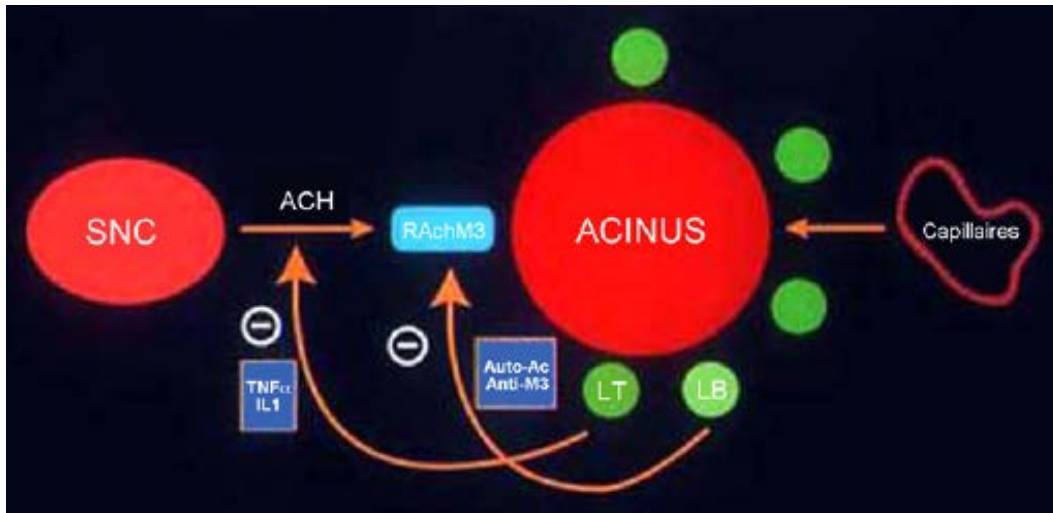 SNC
ACH
RAchM3
ACINUS
Capillaires
TNFα
IL1
Auto-Ac
Anti-M3
LT
LB